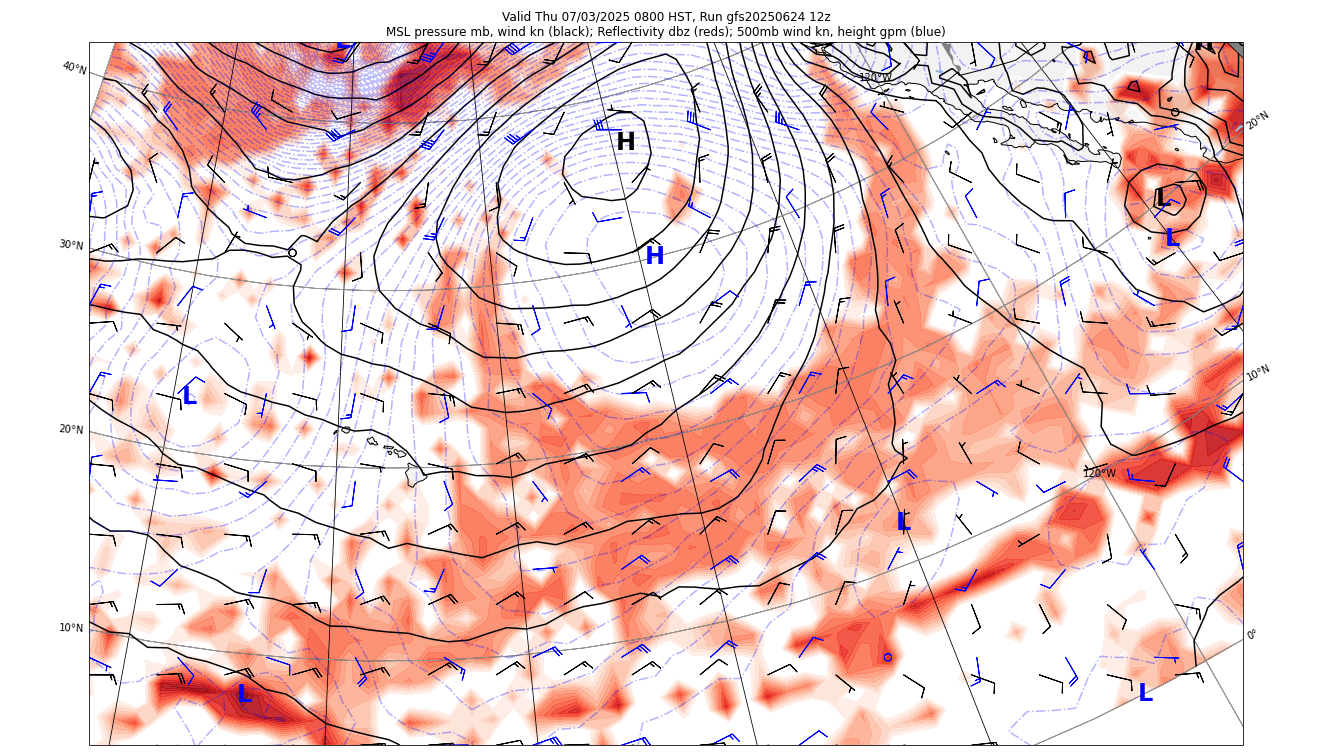 Valid Thu 07/03/2025 0800 HST, Run gfs20250624 12z
MSL pressure mb, wind kn (black); Reflectivity dbz (reds); 500mb wind kn, height gpm (blue)
L
H
40°N
120°W
20°N
H
L
30°N
H
L
L
10°N
20°N
120°W
L
10°N
0°
L
L